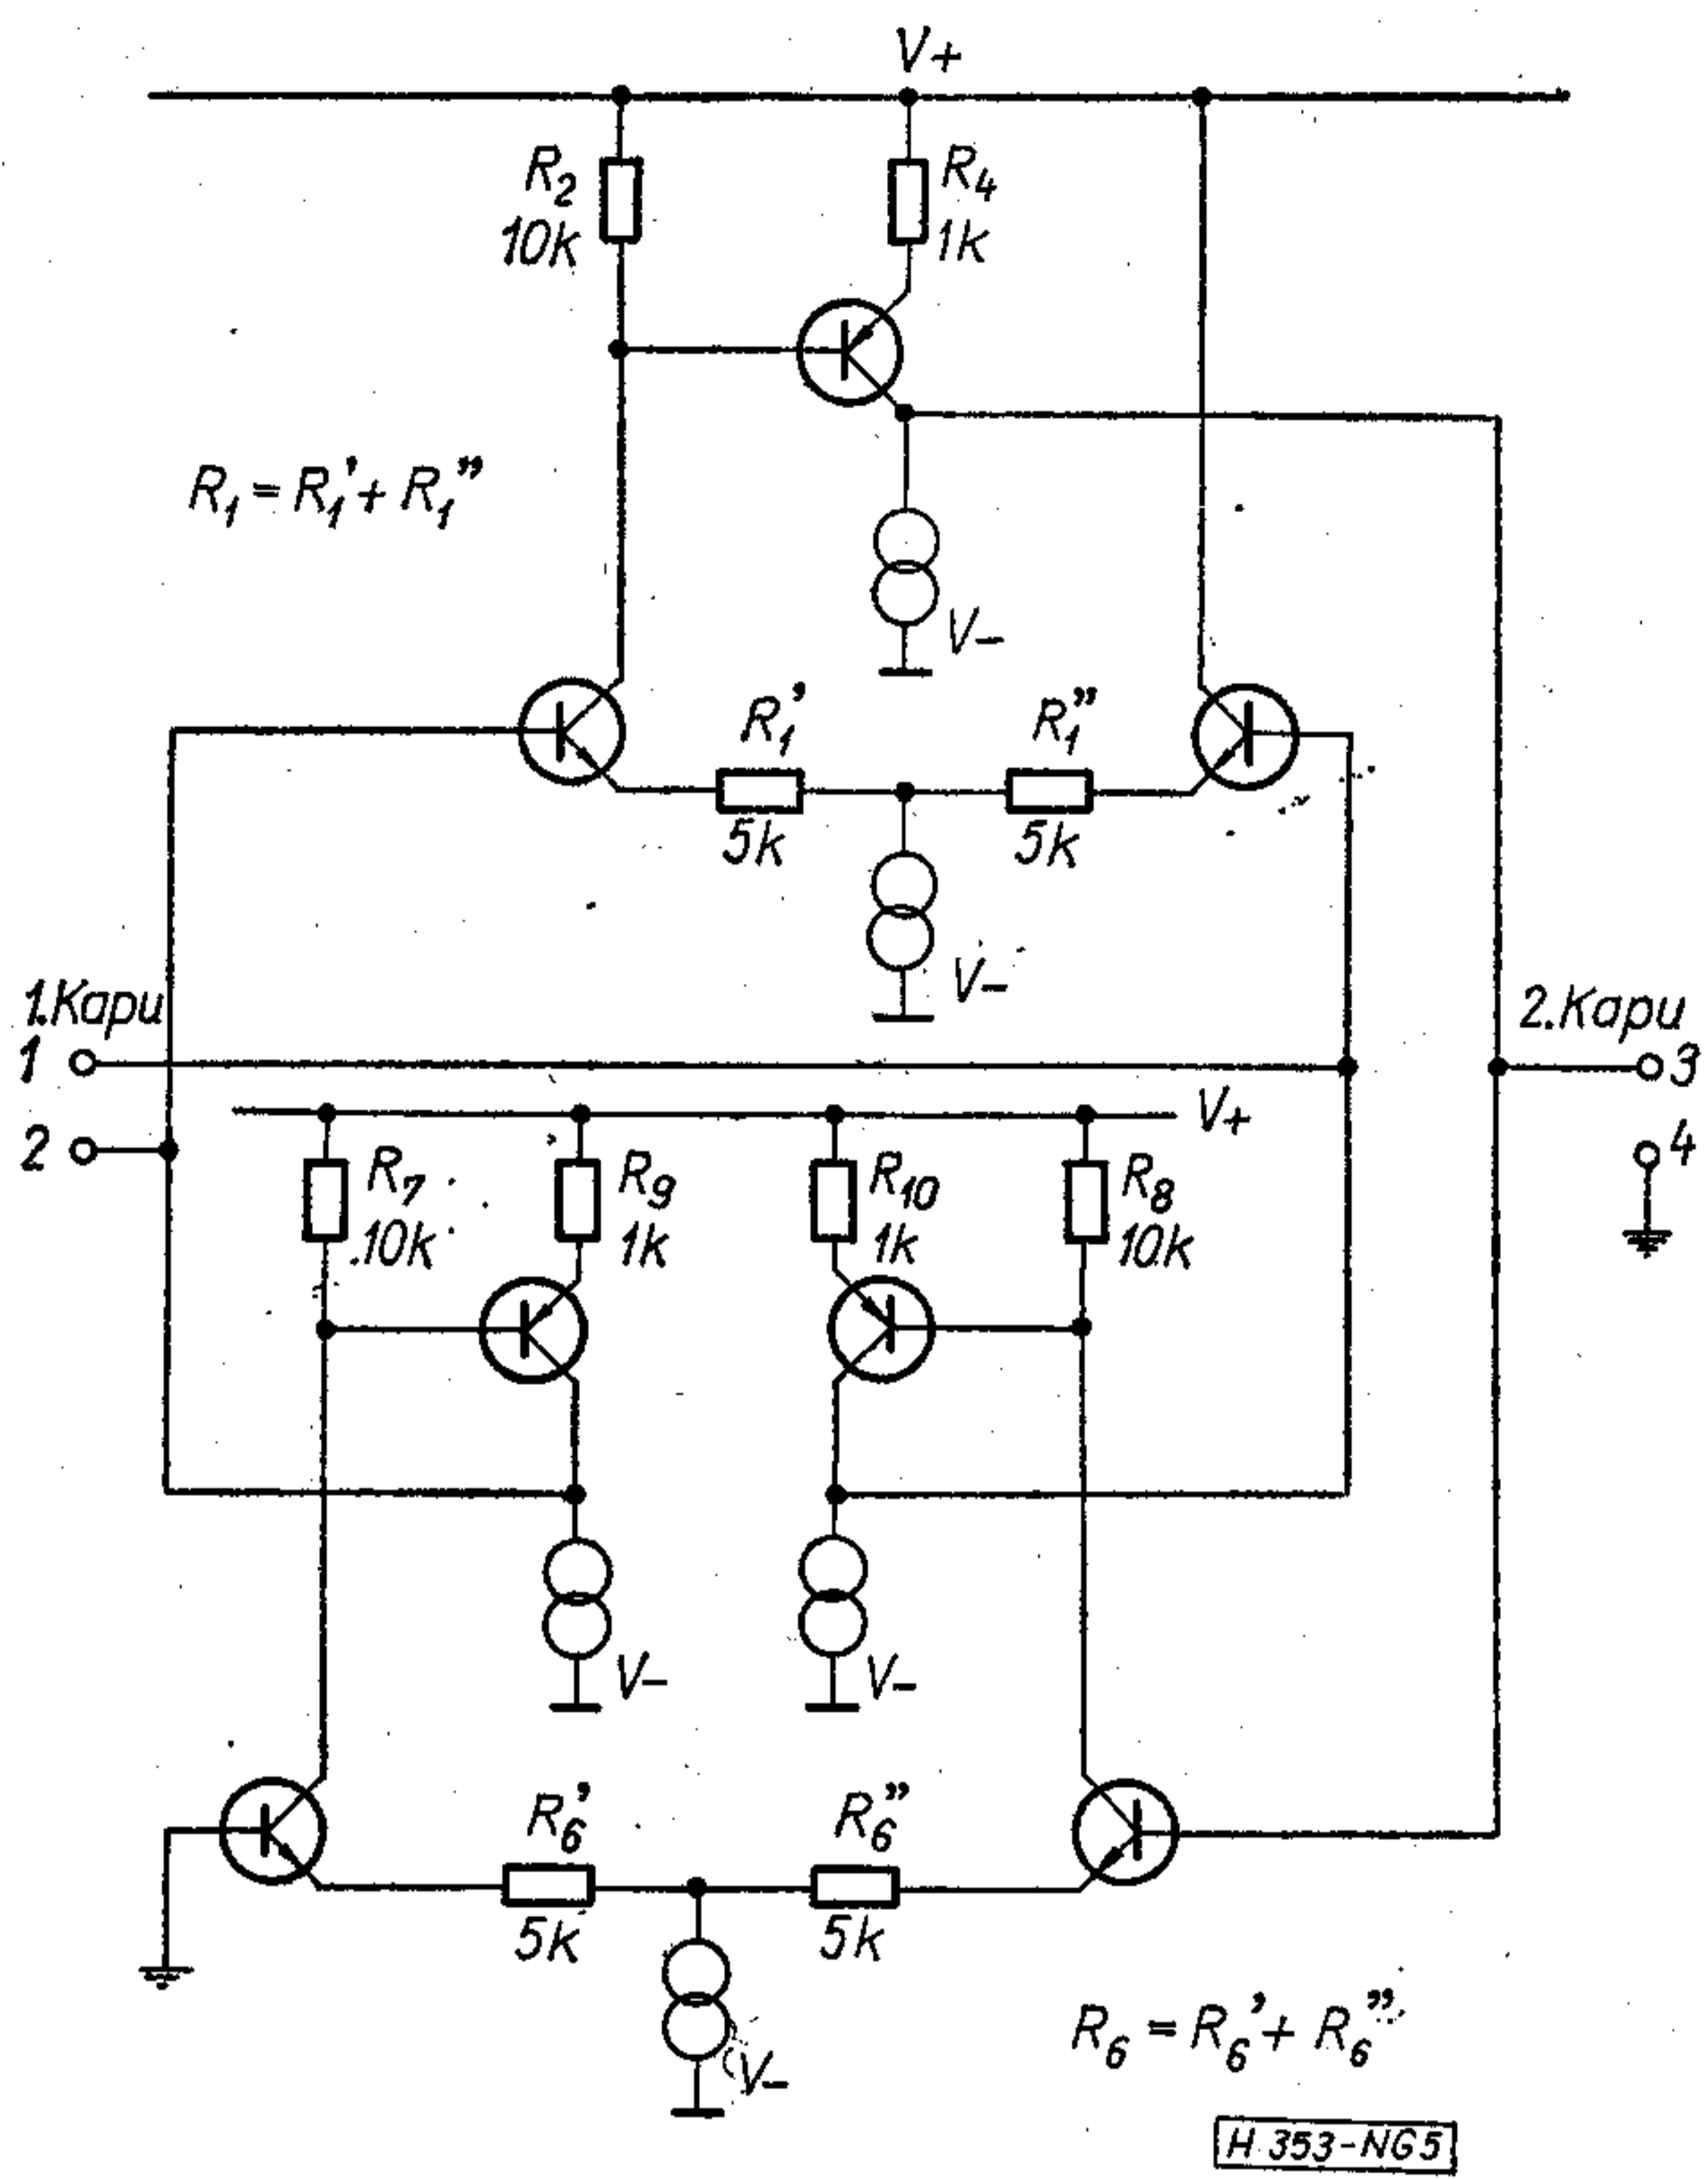 V+
R2
10k
R4
1k
R1=R1'+R1"
V-
R1'
5k
R1"
5k
V-
1.Kapu
1
2
2.Kapu
3
4
V+
R7
10k
R9
1k
R10
1k
R8
10k
V-
V-
R6'
5k
R6"
5k
V-
R6=R6'+R6"
H 353-NG5